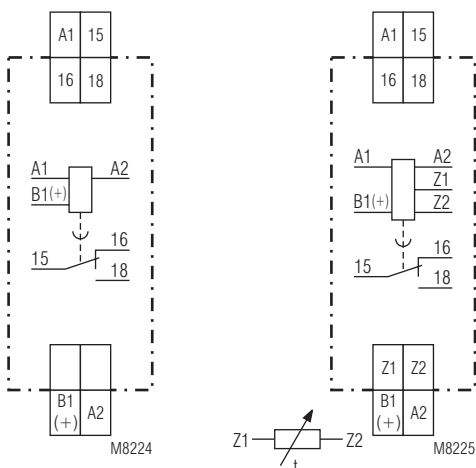 A1 15
16 18
A1 A2
B1(+)
16
15
18
B1 (+) A2
M8224
A1 15
16 18
A1 A2
Z1
B1(+) Z2
16
15
18
Z1 Z2
B1 (+) A2
M8225
Z1 Z2
t